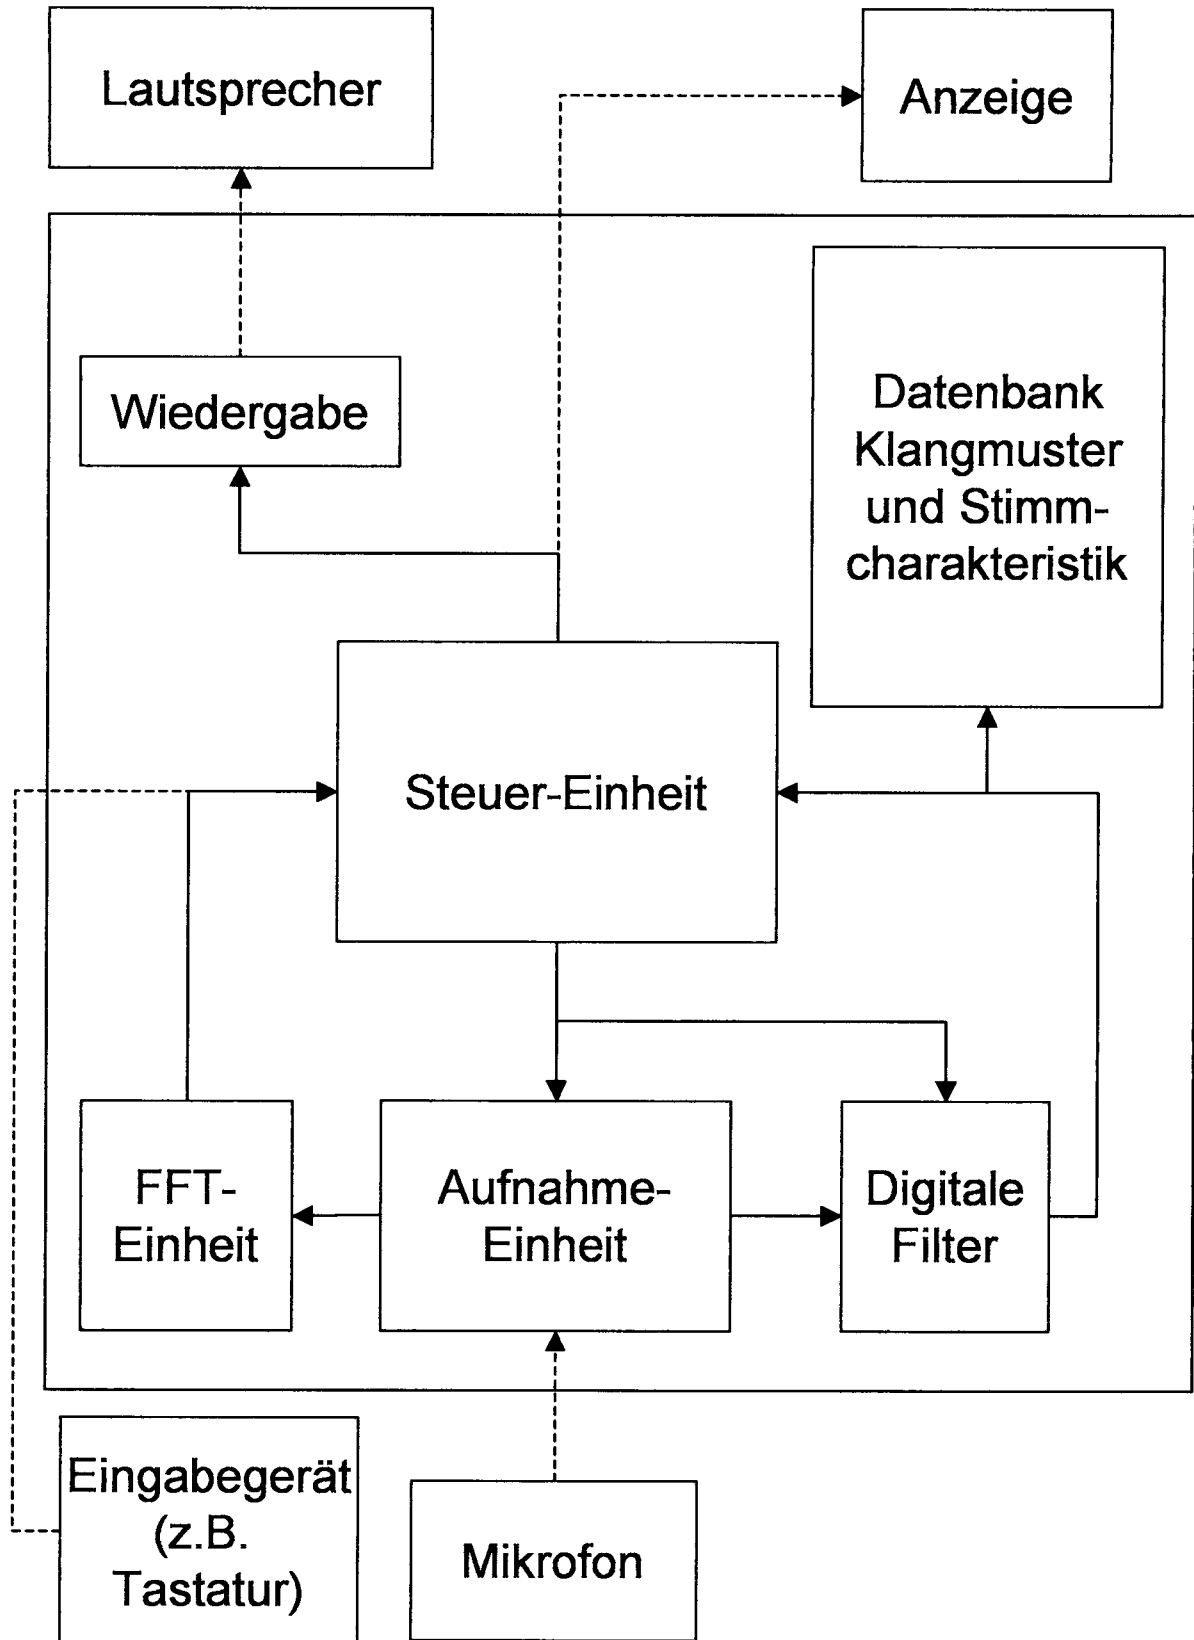 Lautsprecher
Anzeige
Wiedergabe
Datenbank
Klangmuster
und Stimm-
charakteristik
Steuer-Einheit
FFT-
Einheit
Aufnahme-
Einheit
Digitale
Filter
Eingabegerät
(z.B.
Tastatur)
Mikrofon